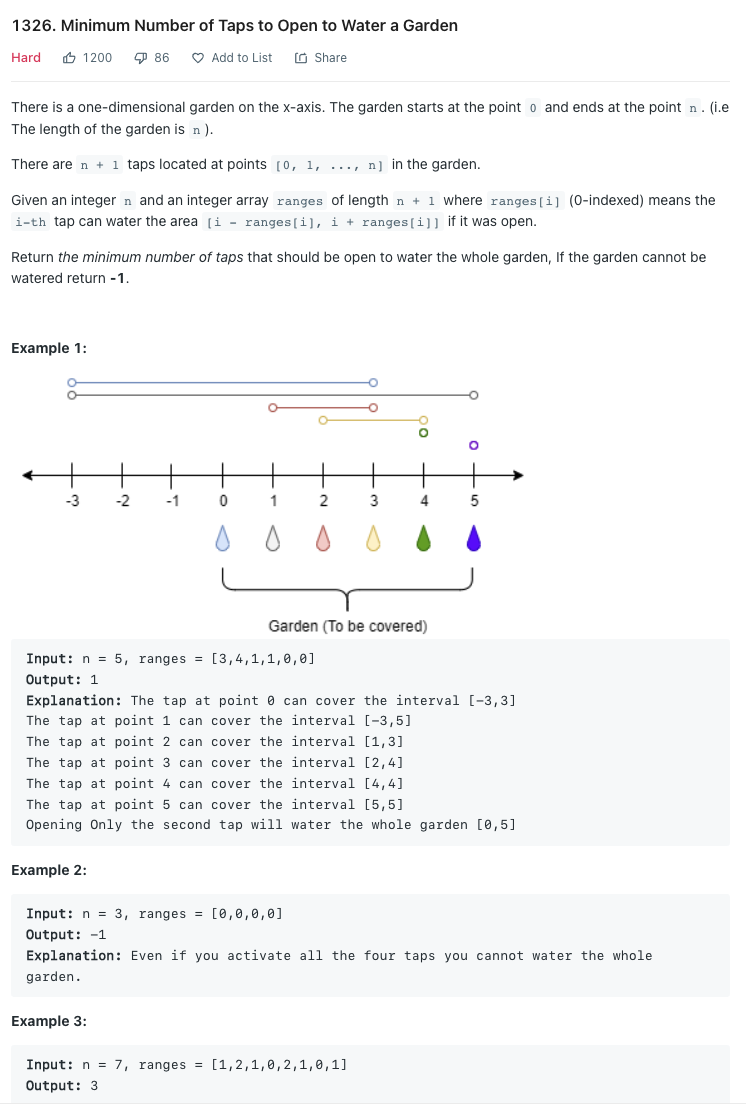 1326. Minimum Number of Taps to Open to Water a Garden
Hard 1200 86 Add to List Share
There is a one-dimensional garden on the x-axis. The garden starts at the point 0 and ends at the point n. (i.e
The length of the garden is n).
There are n + 1 taps located at points [0, 1, ..., n] in the garden.
Given an integer n and an integer array ranges of length n + 1 where ranges[i] (0-indexed) means the
i-th tap can water the area [i - ranges[i], i + ranges[i]] if it was open.
Return the minimum number of taps that should be open to water the whole garden, If the garden cannot be
watered return -1.
Example 1:
-3 -2 -1 0 1 2 3 4 5
Garden (To be covered)
Input: n = 5, ranges = [3,4,1,1,0,0]
Output: 1
Explanation: The tap at point 0 can cover the interval [-3,3]
The tap at point 1 can cover the interval [-3,5]
The tap at point 2 can cover the interval [1,3]
The tap at point 3 can cover the interval [2,4]
The tap at point 4 can cover the interval [4,4]
The tap at point 5 can cover the interval [5,5]
Opening Only the second tap will water the whole garden [0,5]
Example 2:
Input: n = 3, ranges = [0,0,0,0]
Output: -1
Explanation: Even if you activate all the four taps you cannot water the whole
garden.
Example 3:
Input: n = 7, ranges = [1,2,1,0,2,1,0,1]
Output: 3